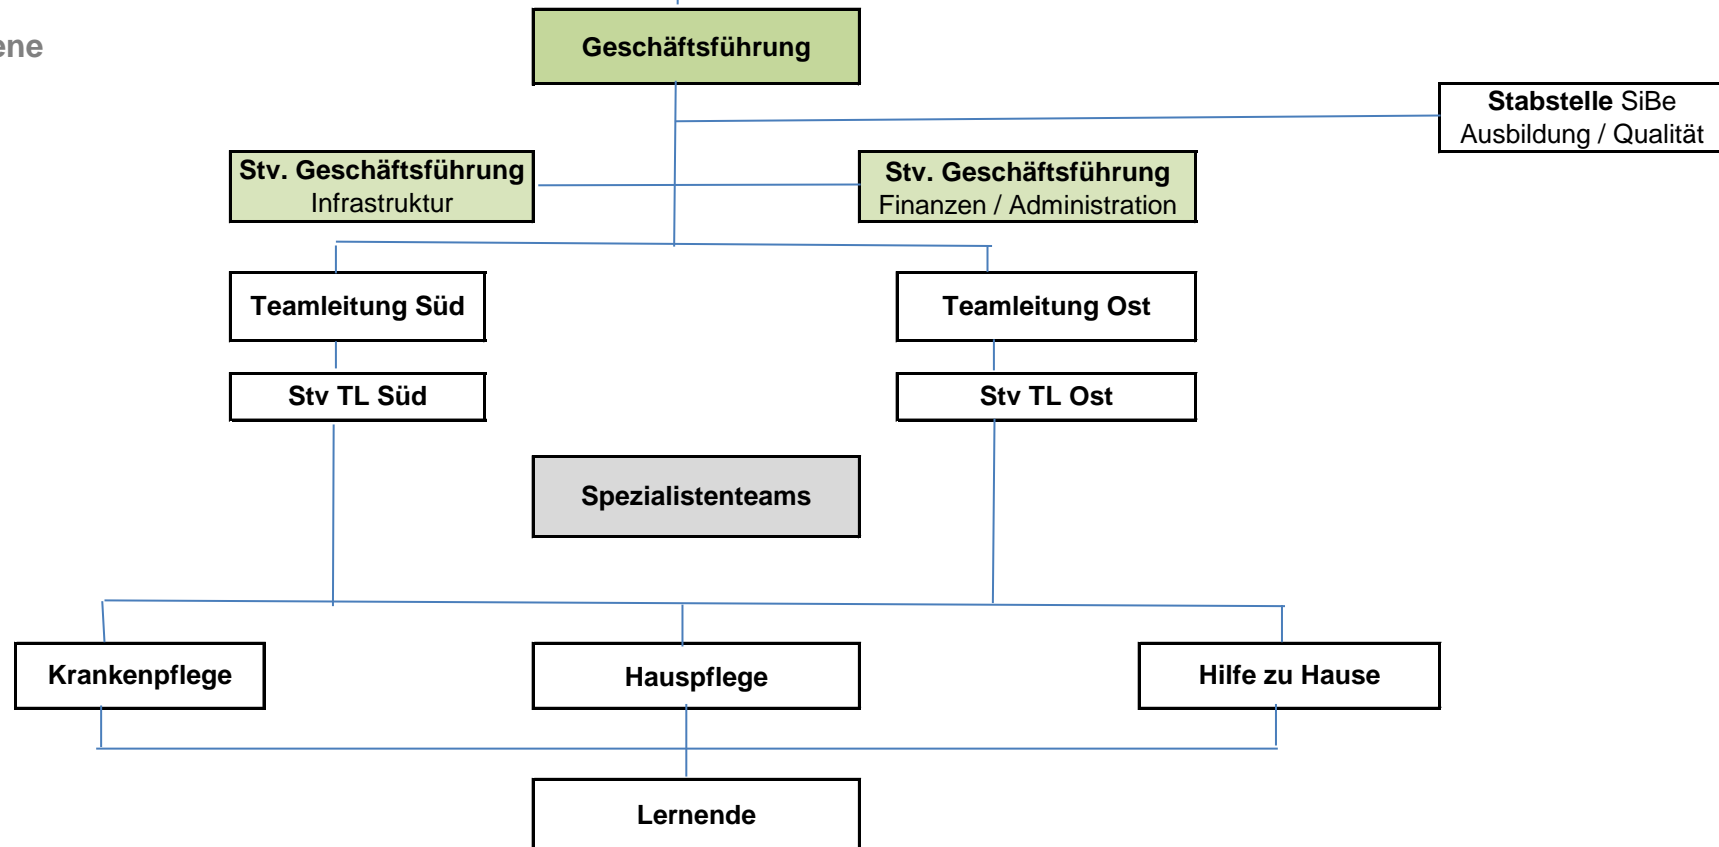 Geschäftsführung
ene
Stabstelle SiBe
Ausbildung / Qualität
Stv. Geschäftsführung
Infrastruktur
Stv. Geschäftsführung
Finanzen / Administration
Teamleitung Süd
Teamleitung Ost
Stv TL Süd
Stv TL Ost
Spezialistenteams
Krankenpflege
Hauspflege
Hilfe zu Hause
Lernende